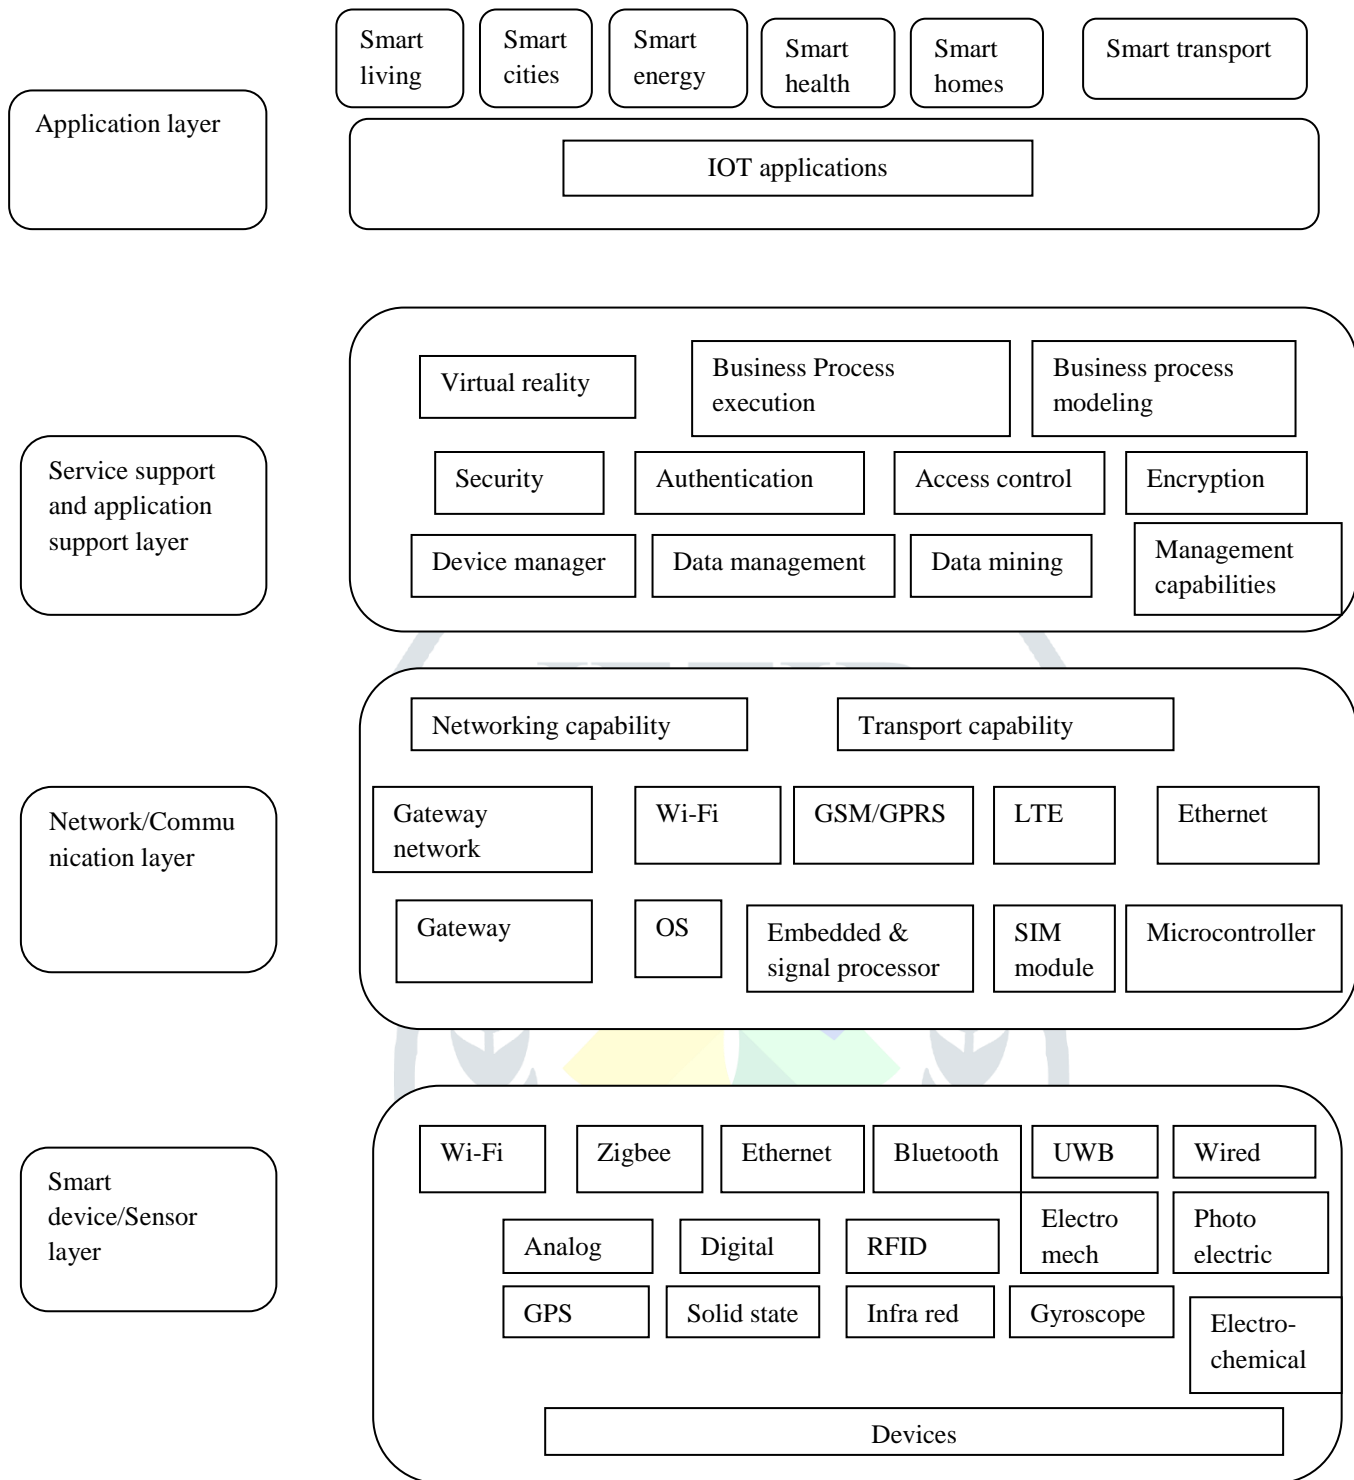 Smart
living
Smart
cities
Smart
energy
Smart
health
Smart
homes
Smart transport
Application layer
IOT applications
Virtual reality
Business Process
execution
Business process
modeling
Service support
and application
support layer
Security
Authentication
Access control
Encryption
Device manager
Data management
Data mining
Management
capabilities
Networking capability
Transport capability
Network/Commu
nication layer
Gateway
network
Wi-Fi
GSM/GPRS
LTE
Ethernet
Gateway
OS
Embedded &
signal processor
SIM
module
Microcontroller
Smart
device/Sensor
layer
Wi-Fi
Zigbee
Ethernet
Bluetooth
UWB
Wired
Analog
Digital
RFID
Electro
mech
Photo
electric
GPS
Solid state
Infra red
Gyroscope
Electro-
chemical
Devices